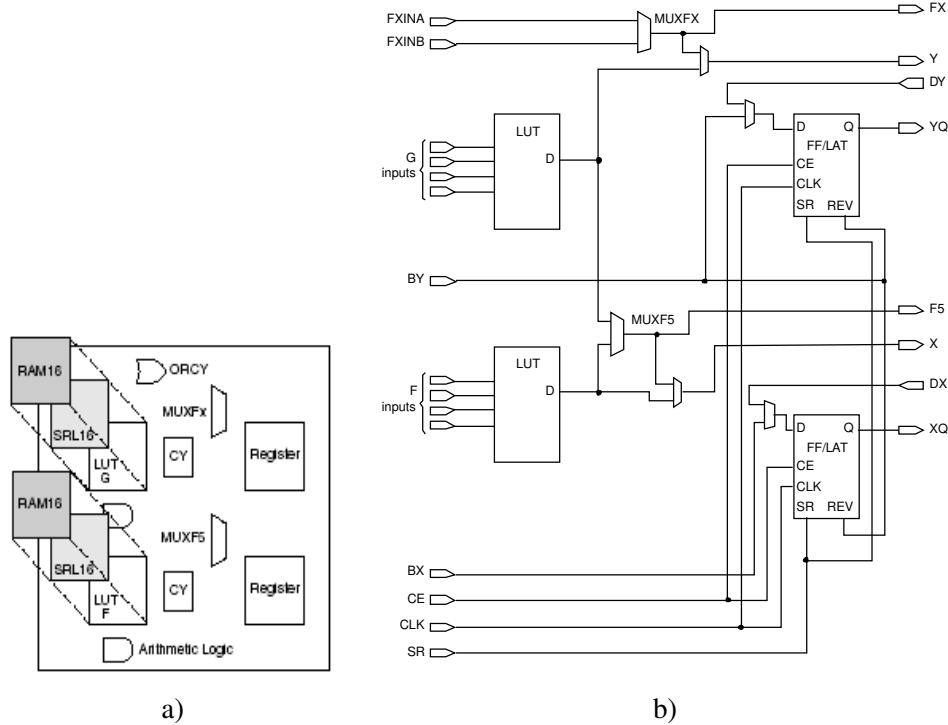 RAM16
SRL16
LUT
G
ORCY
MUXFx
CY
Register
RAM16
SRL16
LUT
F
MUXF5
CY
Register
Arithmetic Logic
a)
FXINA
FXINB
MUXFX
FX
Y
DY
LUT
D
G
inputs
D
Q
FF/LAT
CE
CLK
SR
REV
YQ
BY
MUXF5
F5
X
LUT
D
F
inputs
DX
D
Q
FF/LAT
CE
CLK
SR
REV
XQ
BX
CE
CLK
SR
b)